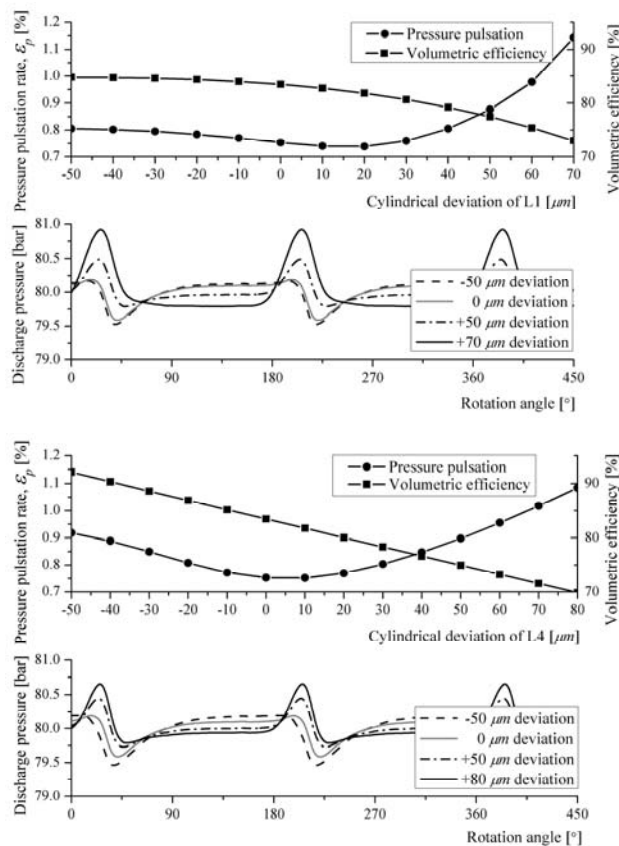 Pressure pulstation rate, εp [%]
1.2
1.1
1.0
0.9
0.8
0.7
Pressure pulsation
Volumetric efficiency
90
80
70
Volumetric efficiency [%]
-50 -40 -30 -20 -10 0 10 20 30 40 50 60 70
Cylindrical deviation of L1 [μm]
Discharge pressure [bar]
81.0
80.5
80.0
79.5
79.0
-50 μm deviation
0 μm deviation
+50 μm deviation
+70 μm deviation
0 90 180 270 360 450
Rotation angle [°]
Pressure pulstation rate, εp [%]
1.2
1.1
1.0
0.9
0.8
0.7
Pressure pulsation
Volumetric efficiency
90
80
70
Volumetric efficiency [%]
-50 -40 -30 -20 -10 0 10 20 30 40 50 60 70 80
Cylindrical deviation of L4 [μm]
Discharge pressure [bar]
81.0
80.5
80.0
79.5
79.0
-50 μm deviation
0 μm deviation
+50 μm deviation
+80 μm deviation
0 90 180 270 360 450
Rotation angle [°]